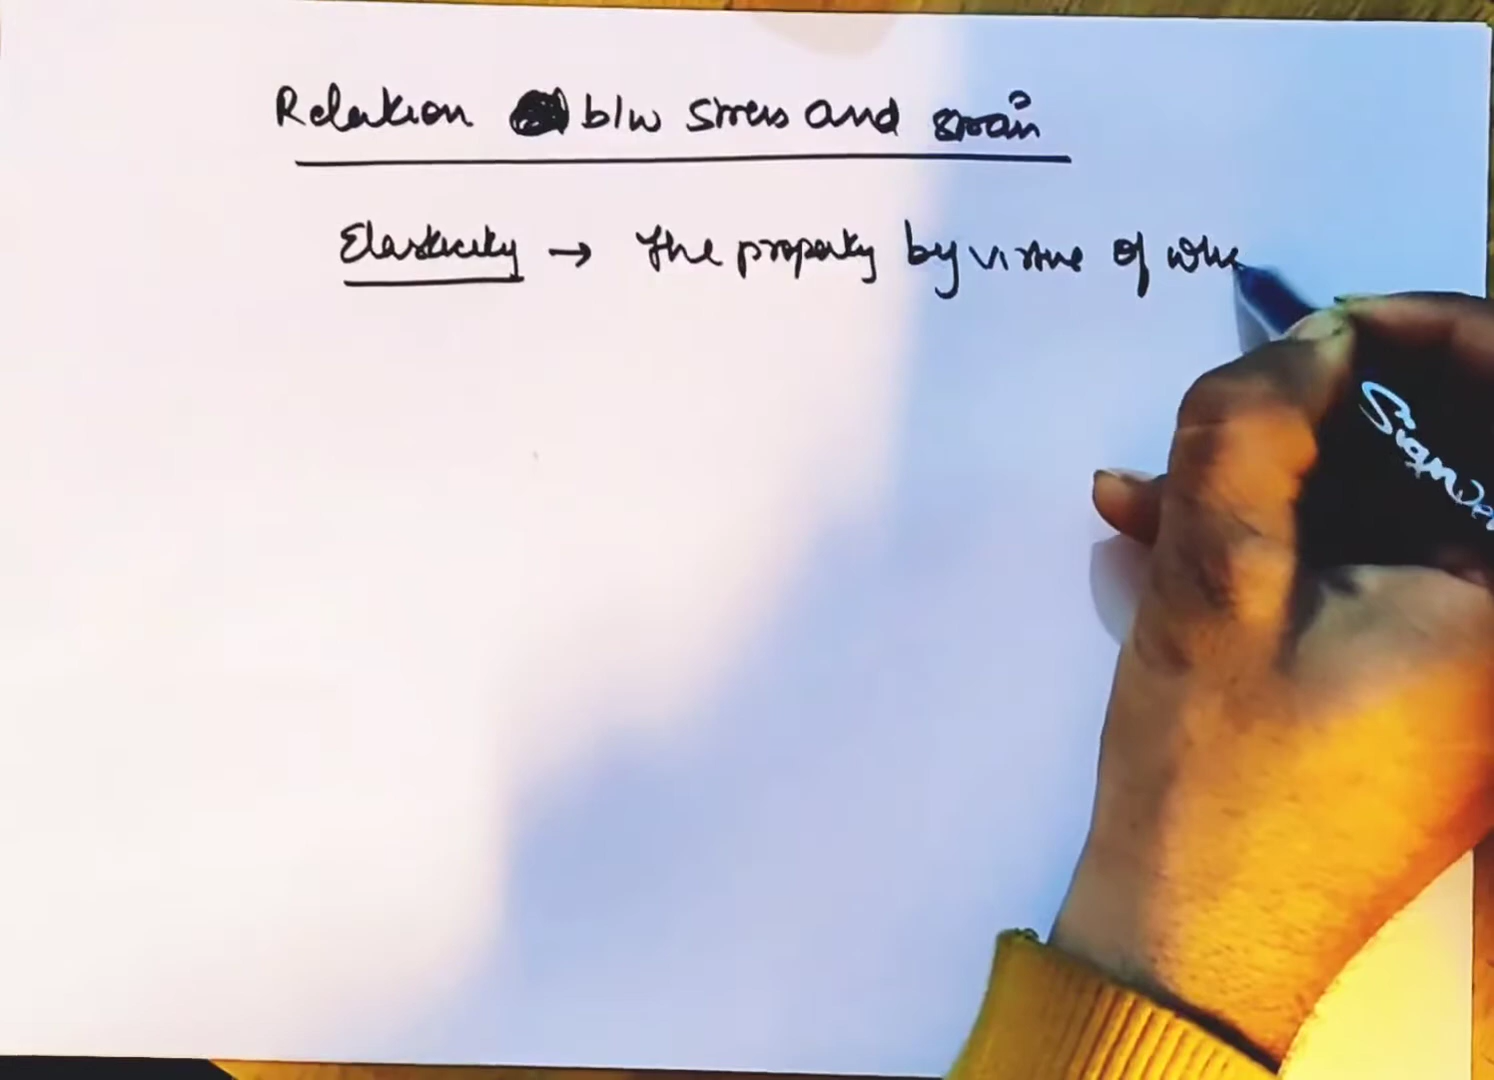 Relation b/w Stress and strain
Elasticity → The property by virtue of whi